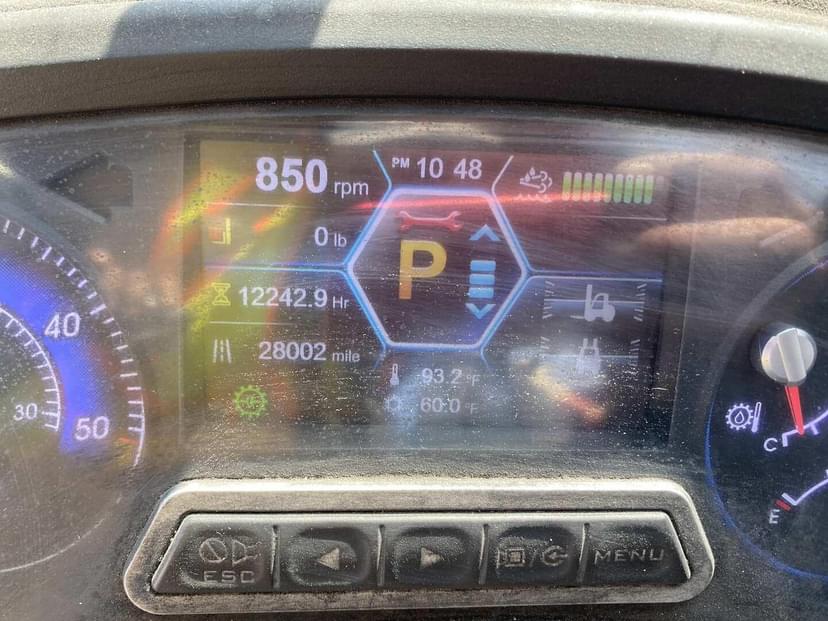 850 rpm
PM 10 48
0 lb
P
12242.9 Hr
28002 mile
93.2 °F
60.0 °F
40
30
50
C
E
ESC
MENU